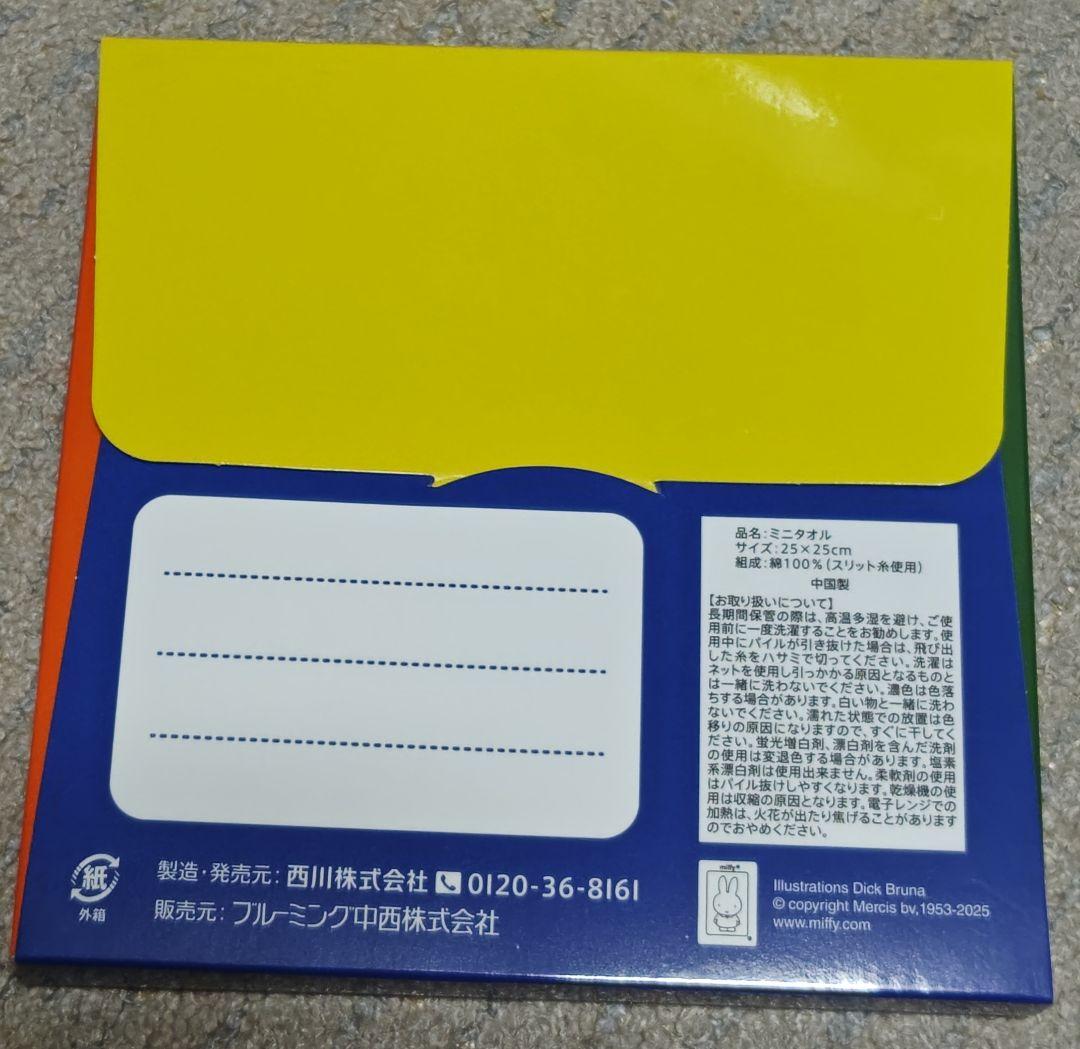 品名:ミニタオル
サイズ:25×25cm
組成:綿100%(スリット糸使用)
中国製
【お取り扱いについて】
長期間保管の際は、高温多湿を避け、ご使
用前に一度洗濯することをお勧めします。使
用中にパイルが引き抜けた場合は、飛び出
した糸をハサミで切ってください。洗濯は
ネットを使用し引っかかる原因となるものと
は一緒に洗わないでください。濃色は色落
ちする場合があります。白い物と一緒に洗わ
ないでください。濡れた状態での放置は色
移りの原因になりますので、すぐに干してく
ださい。蛍光増白剤、漂白剤を含んだ洗剤
の使用は変退色する場合があります。塩素
系漂白剤は使用出来ません。柔軟剤の使用
はパイル抜けしやすくなります。乾燥機の使
用は収縮の原因となります。電子レンジでの
加熱は、火花が出たり焦げることがあります
のでおやめください。
紙
外箱
製造・発売元:西川株式会社 0120-36-8161
販売元:ブルーミング中西株式会社
miffy®
Illustrations Dick Bruna
© copyright Mercis bv,1953-2025
www.miffy.com